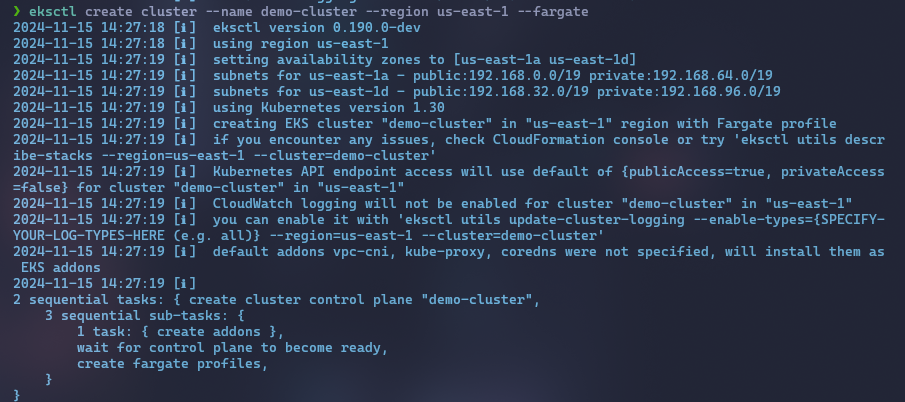 ❯ eksctl create cluster --name demo-cluster --region us-east-1 --fargate
2024-11-15 14:27:18 [ℹ]  eksctl version 0.190.0-dev
2024-11-15 14:27:18 [ℹ]  using region us-east-1
2024-11-15 14:27:19 [ℹ]  setting availability zones to [us-east-1a us-east-1d]
2024-11-15 14:27:19 [ℹ]  subnets for us-east-1a - public:192.168.0.0/19 private:192.168.64.0/19
2024-11-15 14:27:19 [ℹ]  subnets for us-east-1d - public:192.168.32.0/19 private:192.168.96.0/19
2024-11-15 14:27:19 [ℹ]  using Kubernetes version 1.30
2024-11-15 14:27:19 [ℹ]  creating EKS cluster "demo-cluster" in "us-east-1" region with Fargate profile
2024-11-15 14:27:19 [ℹ]  if you encounter any issues, check CloudFormation console or try 'eksctl utils descr
ibe-stacks --region=us-east-1 --cluster=demo-cluster'
2024-11-15 14:27:19 [ℹ]  Kubernetes API endpoint access will use default of {publicAccess=true, privateAccess
=false} for cluster "demo-cluster" in "us-east-1"
2024-11-15 14:27:19 [ℹ]  CloudWatch logging will not be enabled for cluster "demo-cluster" in "us-east-1"
2024-11-15 14:27:19 [ℹ]  you can enable it with 'eksctl utils update-cluster-logging --enable-types={SPECIFY-
YOUR-LOG-TYPES-HERE (e.g. all)} --region=us-east-1 --cluster=demo-cluster'
2024-11-15 14:27:19 [ℹ]  default addons vpc-cni, kube-proxy, coredns were not specified, will install them as
 EKS addons
2024-11-15 14:27:19 [ℹ]
2 sequential tasks: { create cluster control plane "demo-cluster",
    3 sequential sub-tasks: {
        1 task: { create addons },
        wait for control plane to become ready,
        create fargate profiles,
    }
}